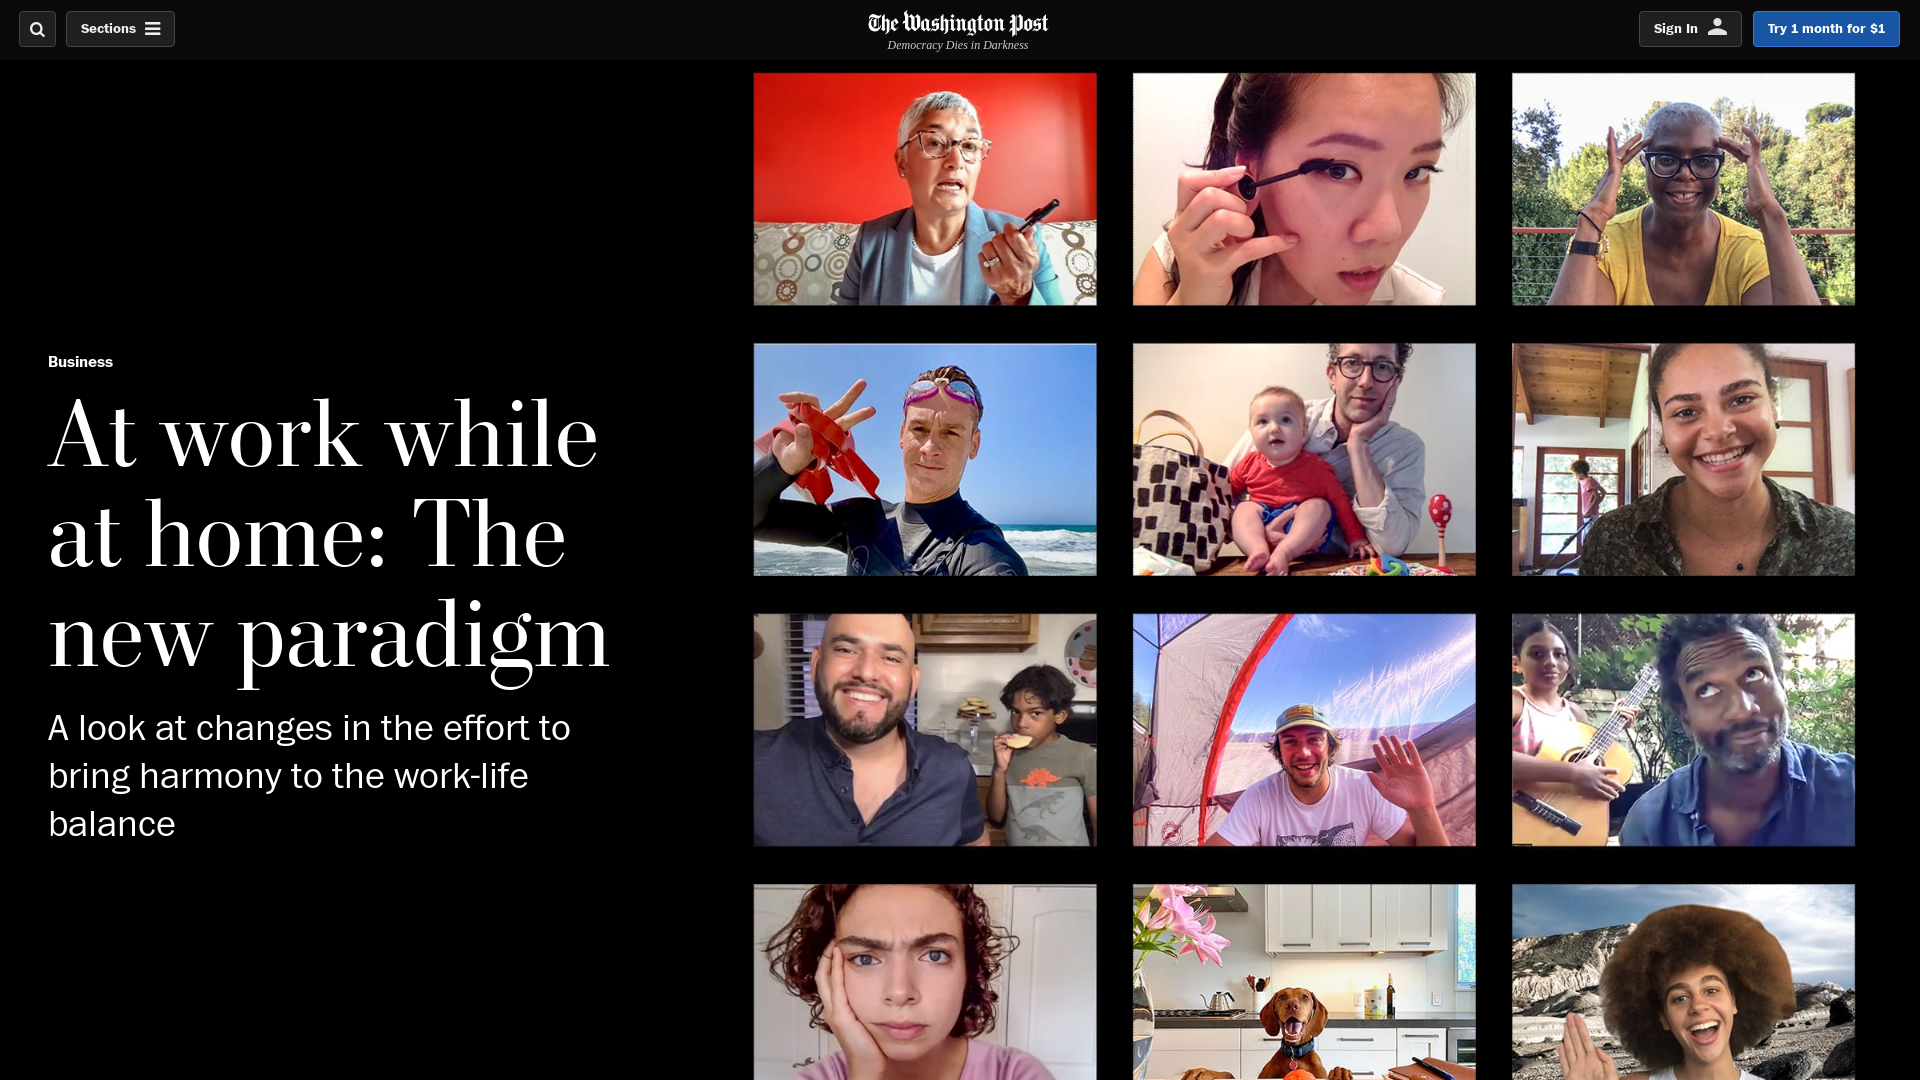 Sections
The Washington Post
Democracy Dies in Darkness
Sign In
Try 1 month for $1
Business
At work while
at home: The
new paradigm
A look at changes in the effort to
bring harmony to the work-life
balance